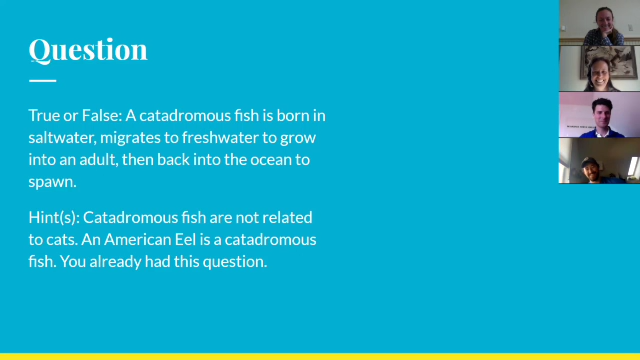 Question
True or False: A catadromous fish is born in
saltwater, migrates to freshwater to grow
into an adult, then back into the ocean to
spawn.
Hint(s): Catadromous fish are not related
to cats. An American Eel is a catadromous
fish. You already had this question.